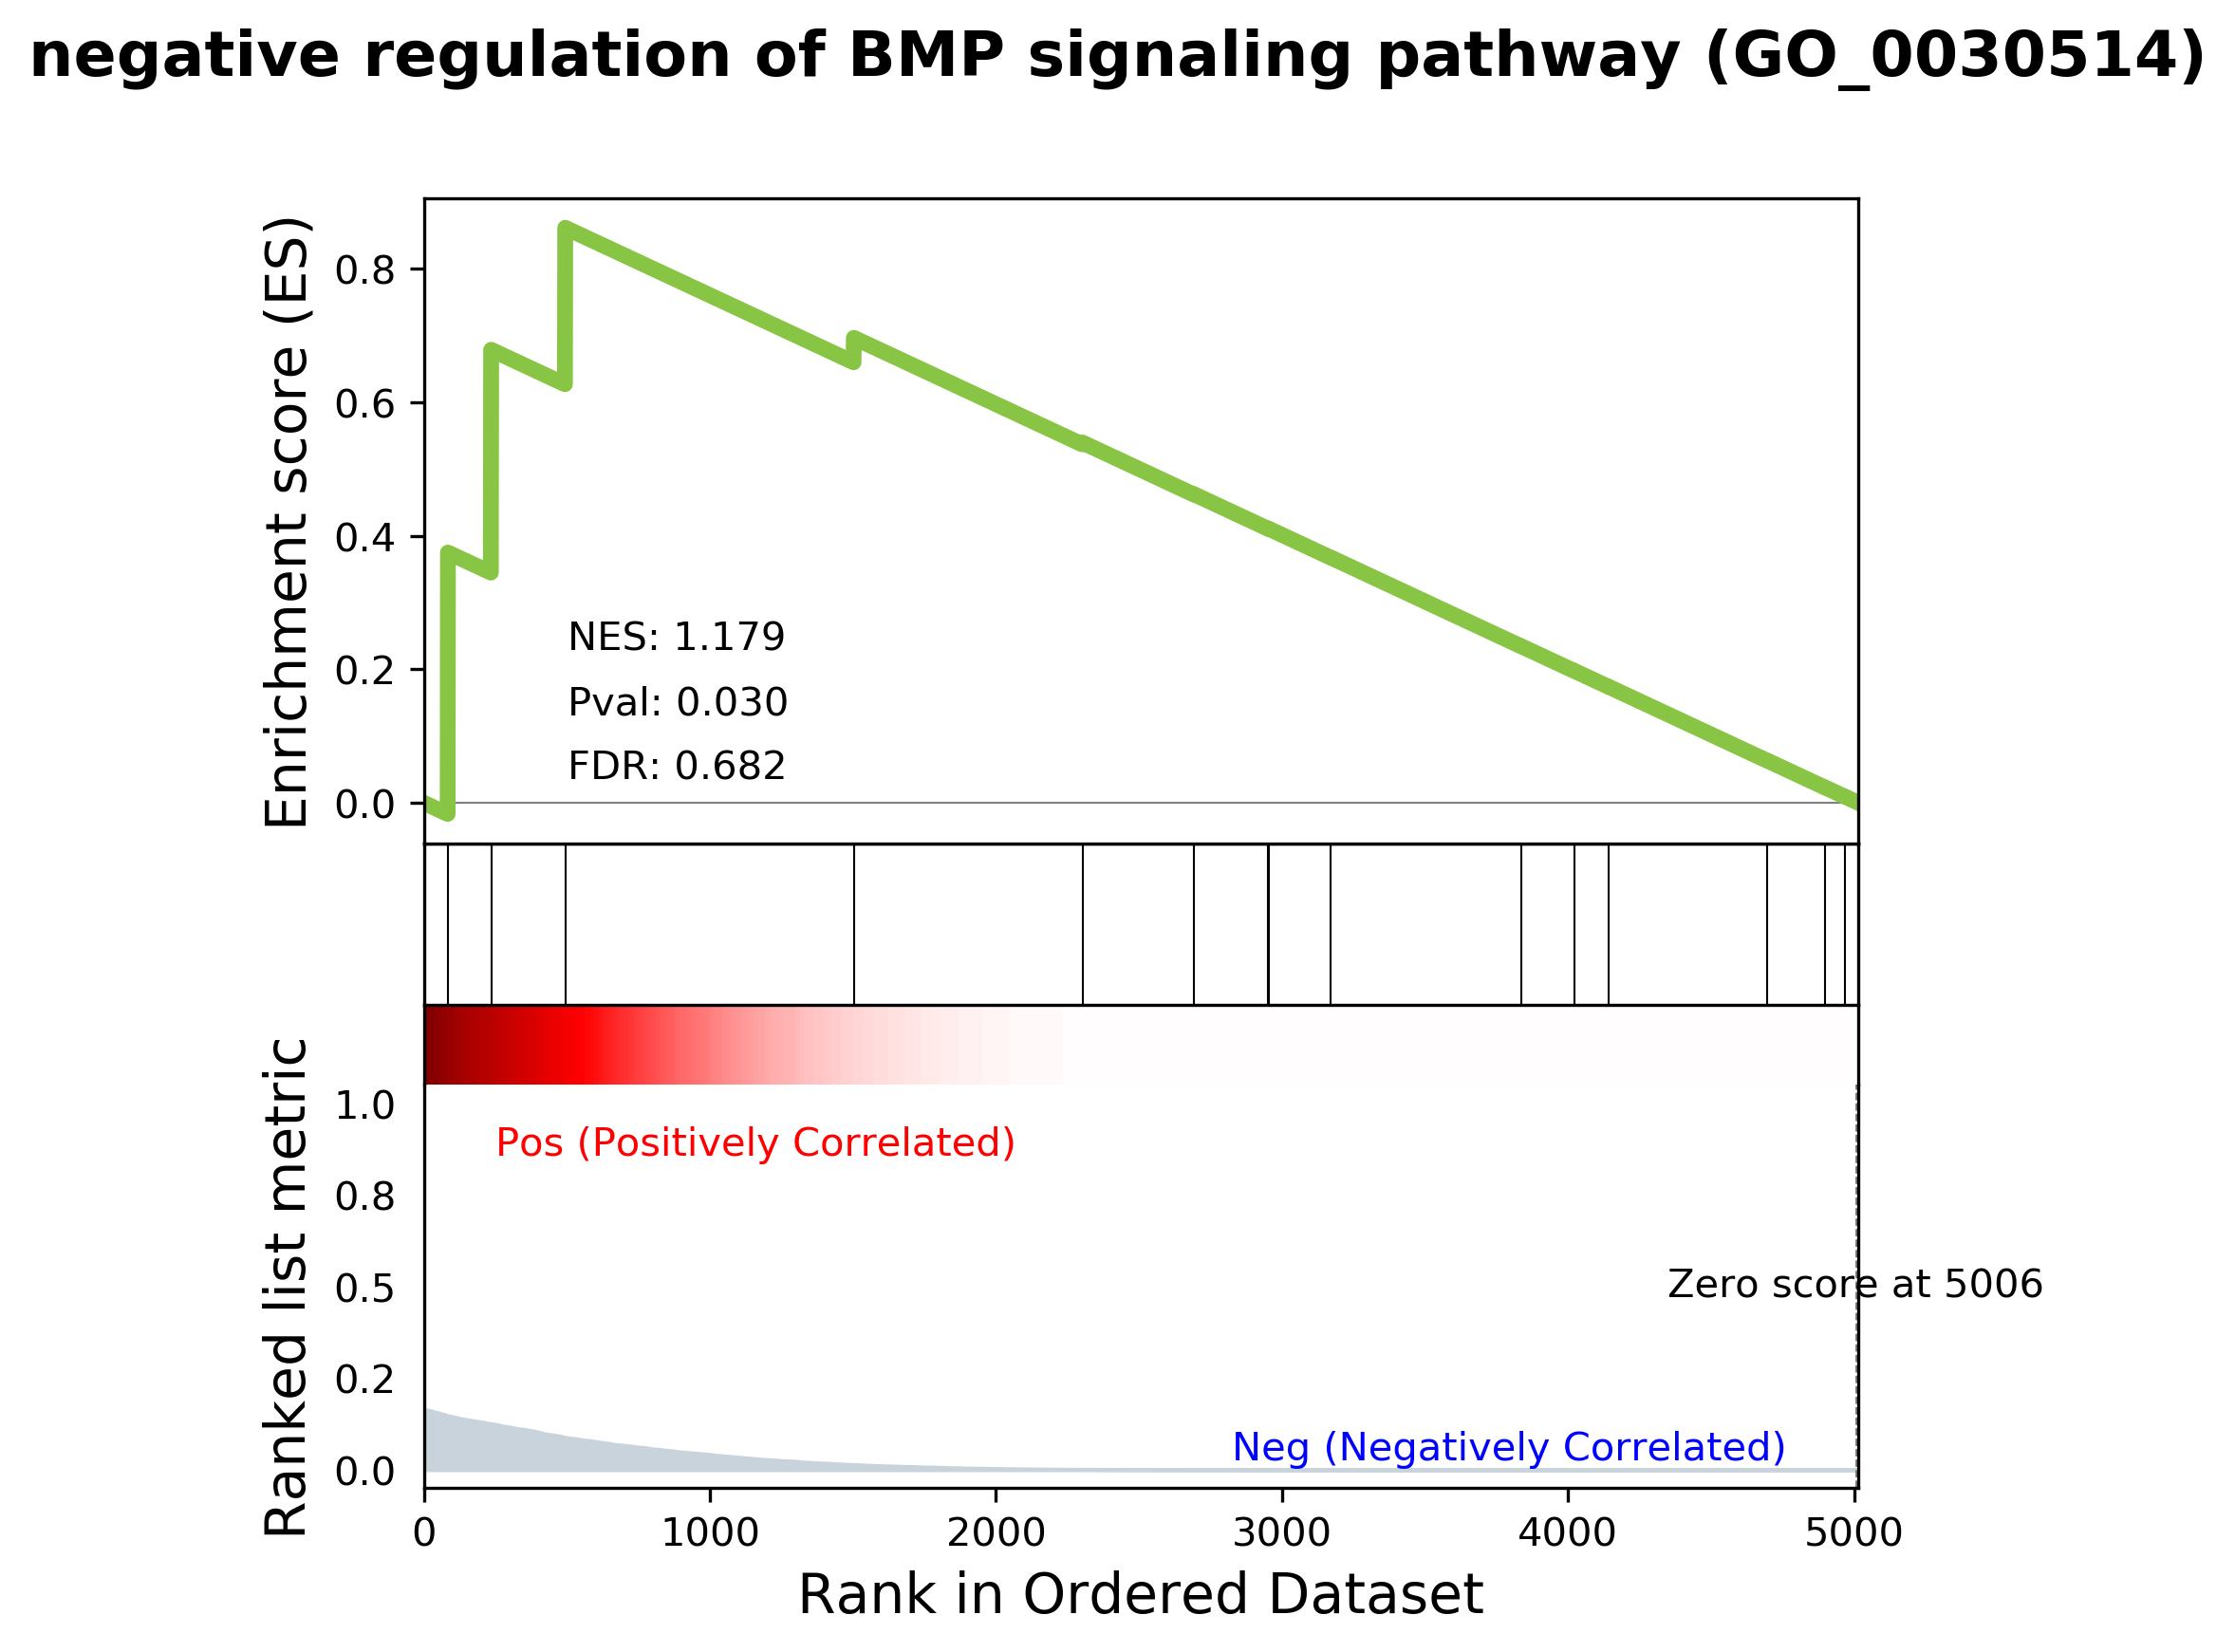 negative regulation of BMP signaling pathway (GO_0030514)
Enrichment score (ES)
0.8
0.6
0.4
0.2
0.0
NES: 1.179
Pval: 0.030
FDR: 0.682
Ranked list metric
1.0
0.8
0.5
0.2
0.0
Pos (Positively Correlated)
Zero score at 5006
Neg (Negatively Correlated)
0 1000 2000 3000 4000 5000
Rank in Ordered Dataset